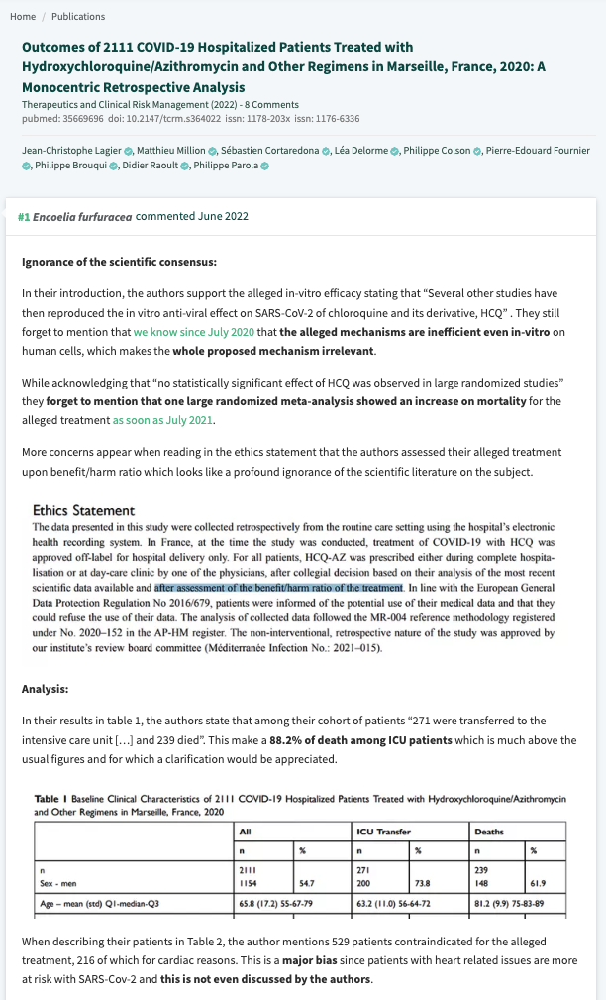 Home / Publications
Outcomes of 2111 COVID-19 Hospitalized Patients Treated with
Hydroxychloroquine/Azithromycin and Other Regimens in Marseille, France, 2020: A
Monocentric Retrospective Analysis
Therapeutics and Clinical Risk Management (2022) - 8 Comments
pubmed: 35669696 doi: 10.2147/tcrm.s364022 issn: 1178-203x issn: 1176-6336
Jean-Christophe Lagier , Matthieu Million , Sébastien Cortaredona , Léa Delorme , Philippe Colson , Pierre-Edouard Fournier
, Philippe Brouqui , Didier Raoult , Philippe Parola
#1 Encoelia furfuracea commented June 2022
Ignorance of the scientific consensus:
In their introduction, the authors support the alleged in-vitro efficacy stating that “Several other studies have
then reproduced the in vitro anti-viral effect on SARS-CoV-2 of chloroquine and its derivative, HCQ” . They still
forget to mention that we know since July 2020 that the alleged mechanisms are inefficient even in-vitro on
human cells, which makes the whole proposed mechanism irrelevant.
While acknowledging that “no statistically significant effect of HCQ was observed in large randomized studies”
they forget to mention that one large randomized meta-analysis showed an increase on mortality for the
alleged treatment as soon as July 2021.
More concerns appear when reading in the ethics statement that the authors assessed their alleged treatment
upon benefit/harm ratio which looks like a profound ignorance of the scientific literature on the subject.
Ethics Statement
The data presented in this study were collected retrospectively from the routine care setting using the hospital’s electronic
health recording system. In France, at the time the study was conducted, treatment of COVID-19 with HCQ was
approved off-label for hospital delivery only. For all patients, HCQ-AZ was prescribed either during complete hospita-
lisation or at day-care clinic by one of the physicians, after collegial decision based on their analysis of the most recent
scientific data available and after assessment of the benefit/harm ratio of the treatment. In line with the European General
Data Protection Regulation No 2016/679, patients were informed of the potential use of their medical data and that they
could refuse the use of their data. The analysis of collected data followed the MR-004 reference methodology registered
under No. 2020–152 in the AP-HM register. The non-interventional, retrospective nature of the study was approved by
our institute’s review board committee (Méditerranée Infection No.: 2021–015).
Analysis:
In their results in table 1, the authors state that among their cohort of patients “271 were transferred to the
intensive care unit […] and 239 died”. This make a 88.2% of death among ICU patients which is much above the
usual figures and for which a clarification would be appreciated.
Table 1 Baseline Clinical Characteristics of 2111 COVID-19 Hospitalized Patients Treated with Hydroxychloroquine/Azithromycin
and Other Regimens in Marseille, France, 2020
All ICU Transfer Deaths
n % n % n %
n 2111 271 239
Sex - men 1154 54.7 200 73.8 148 61.9
Age – mean (std) Q1-median-Q3 65.8 (17.2) 55-67-79 63.2 (11.0) 56-64-72 81.2 (9.9) 75-83-89
When describing their patients in Table 2, the author mentions 529 patients contraindicated for the alleged
treatment, 216 of which for cardiac reasons. This is a major bias since patients with heart related issues are more
at risk with SARS-Cov-2 and this is not even discussed by the authors.